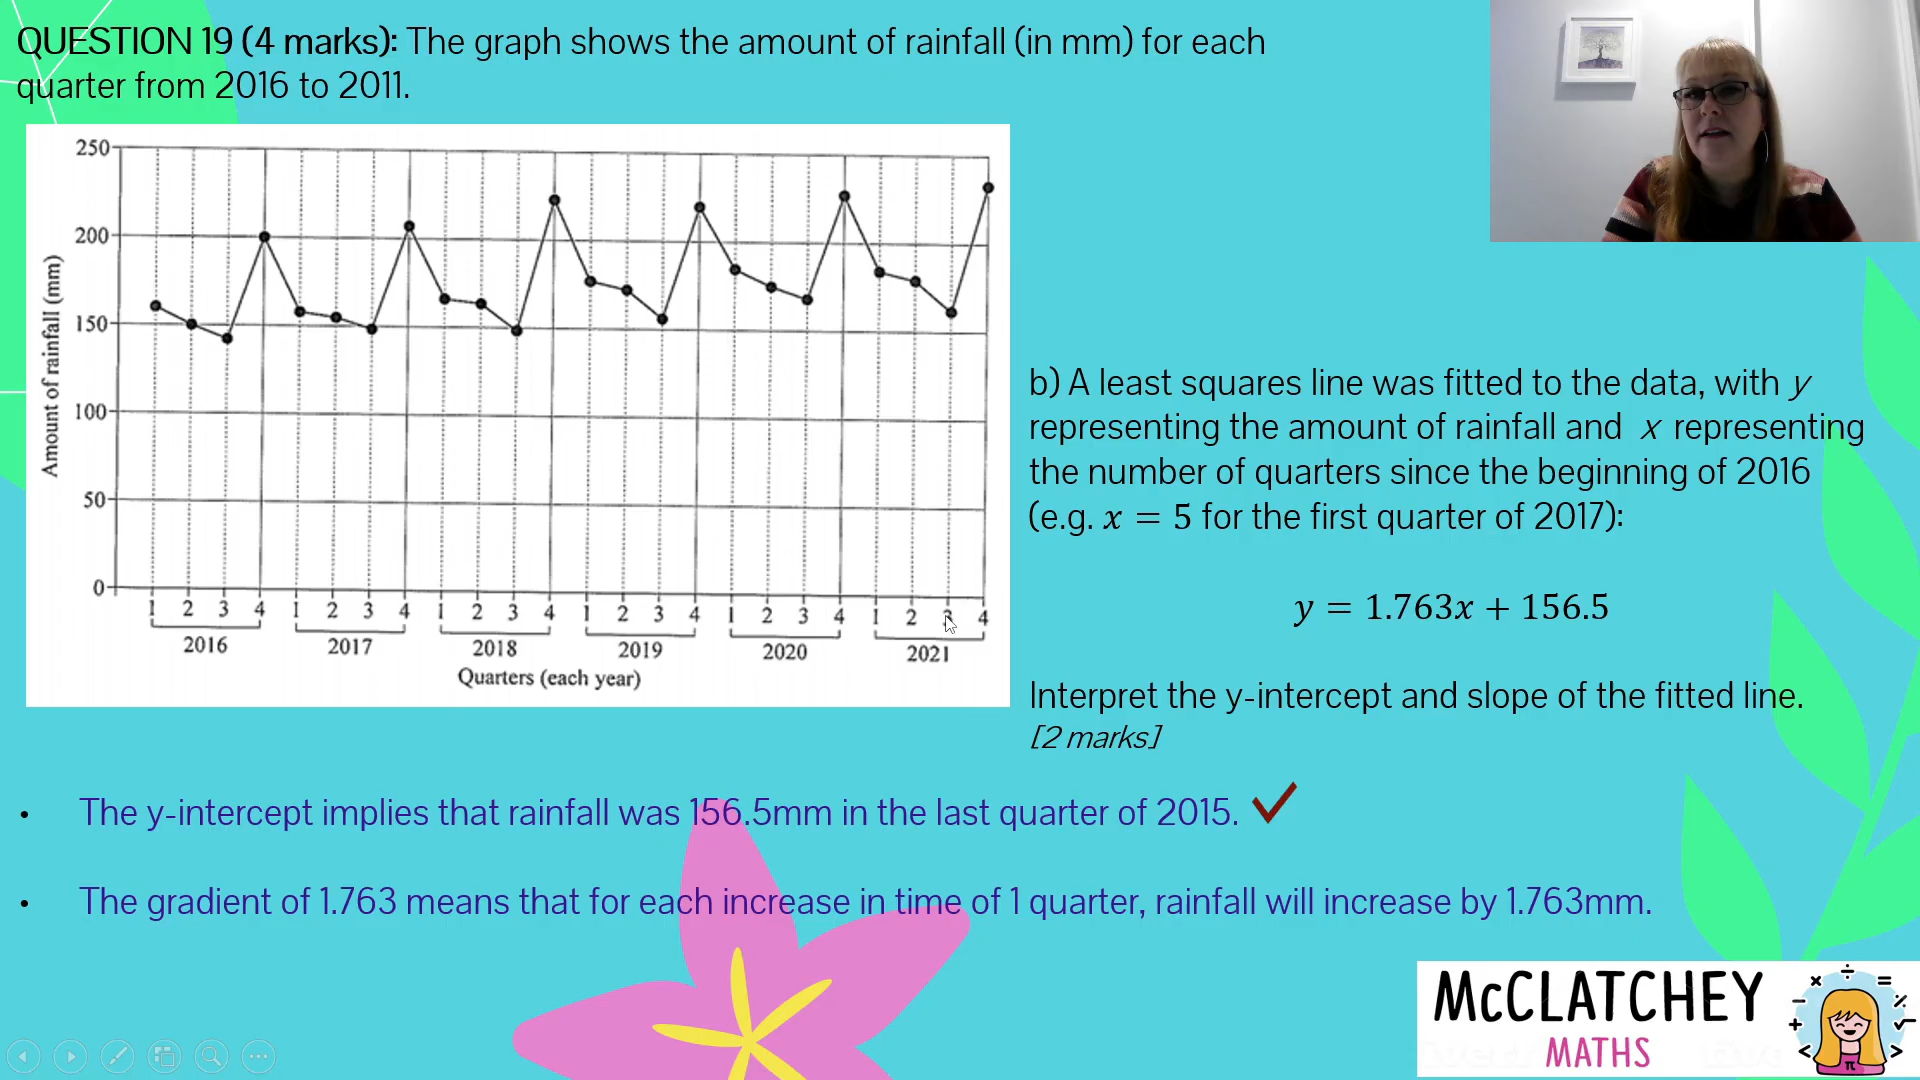 QUESTION 19 (4 marks): The graph shows the amount of rainfall (in mm) for each
quarter from 2016 to 2011.
250
200
150
100
50
0
Amount of rainfall (mm)
1 2 3 4 1 2 3 4 1 2 3 4 1 2 3 4 1 2 3 4 1 2 3 4
2016 2017 2018 2019 2020 2021
Quarters (each year)
b) A least squares line was fitted to the data, with y
representing the amount of rainfall and x representing
the number of quarters since the beginning of 2016
(e.g. x = 5 for the first quarter of 2017):
y = 1.763x + 156.5
Interpret the y-intercept and slope of the fitted line.
[2 marks]
• The y-intercept implies that rainfall was 156.5mm in the last quarter of 2015.
• The gradient of 1.763 means that for each increase in time of 1 quarter, rainfall will increase by 1.763mm.
McCLATCHEY
MATHS